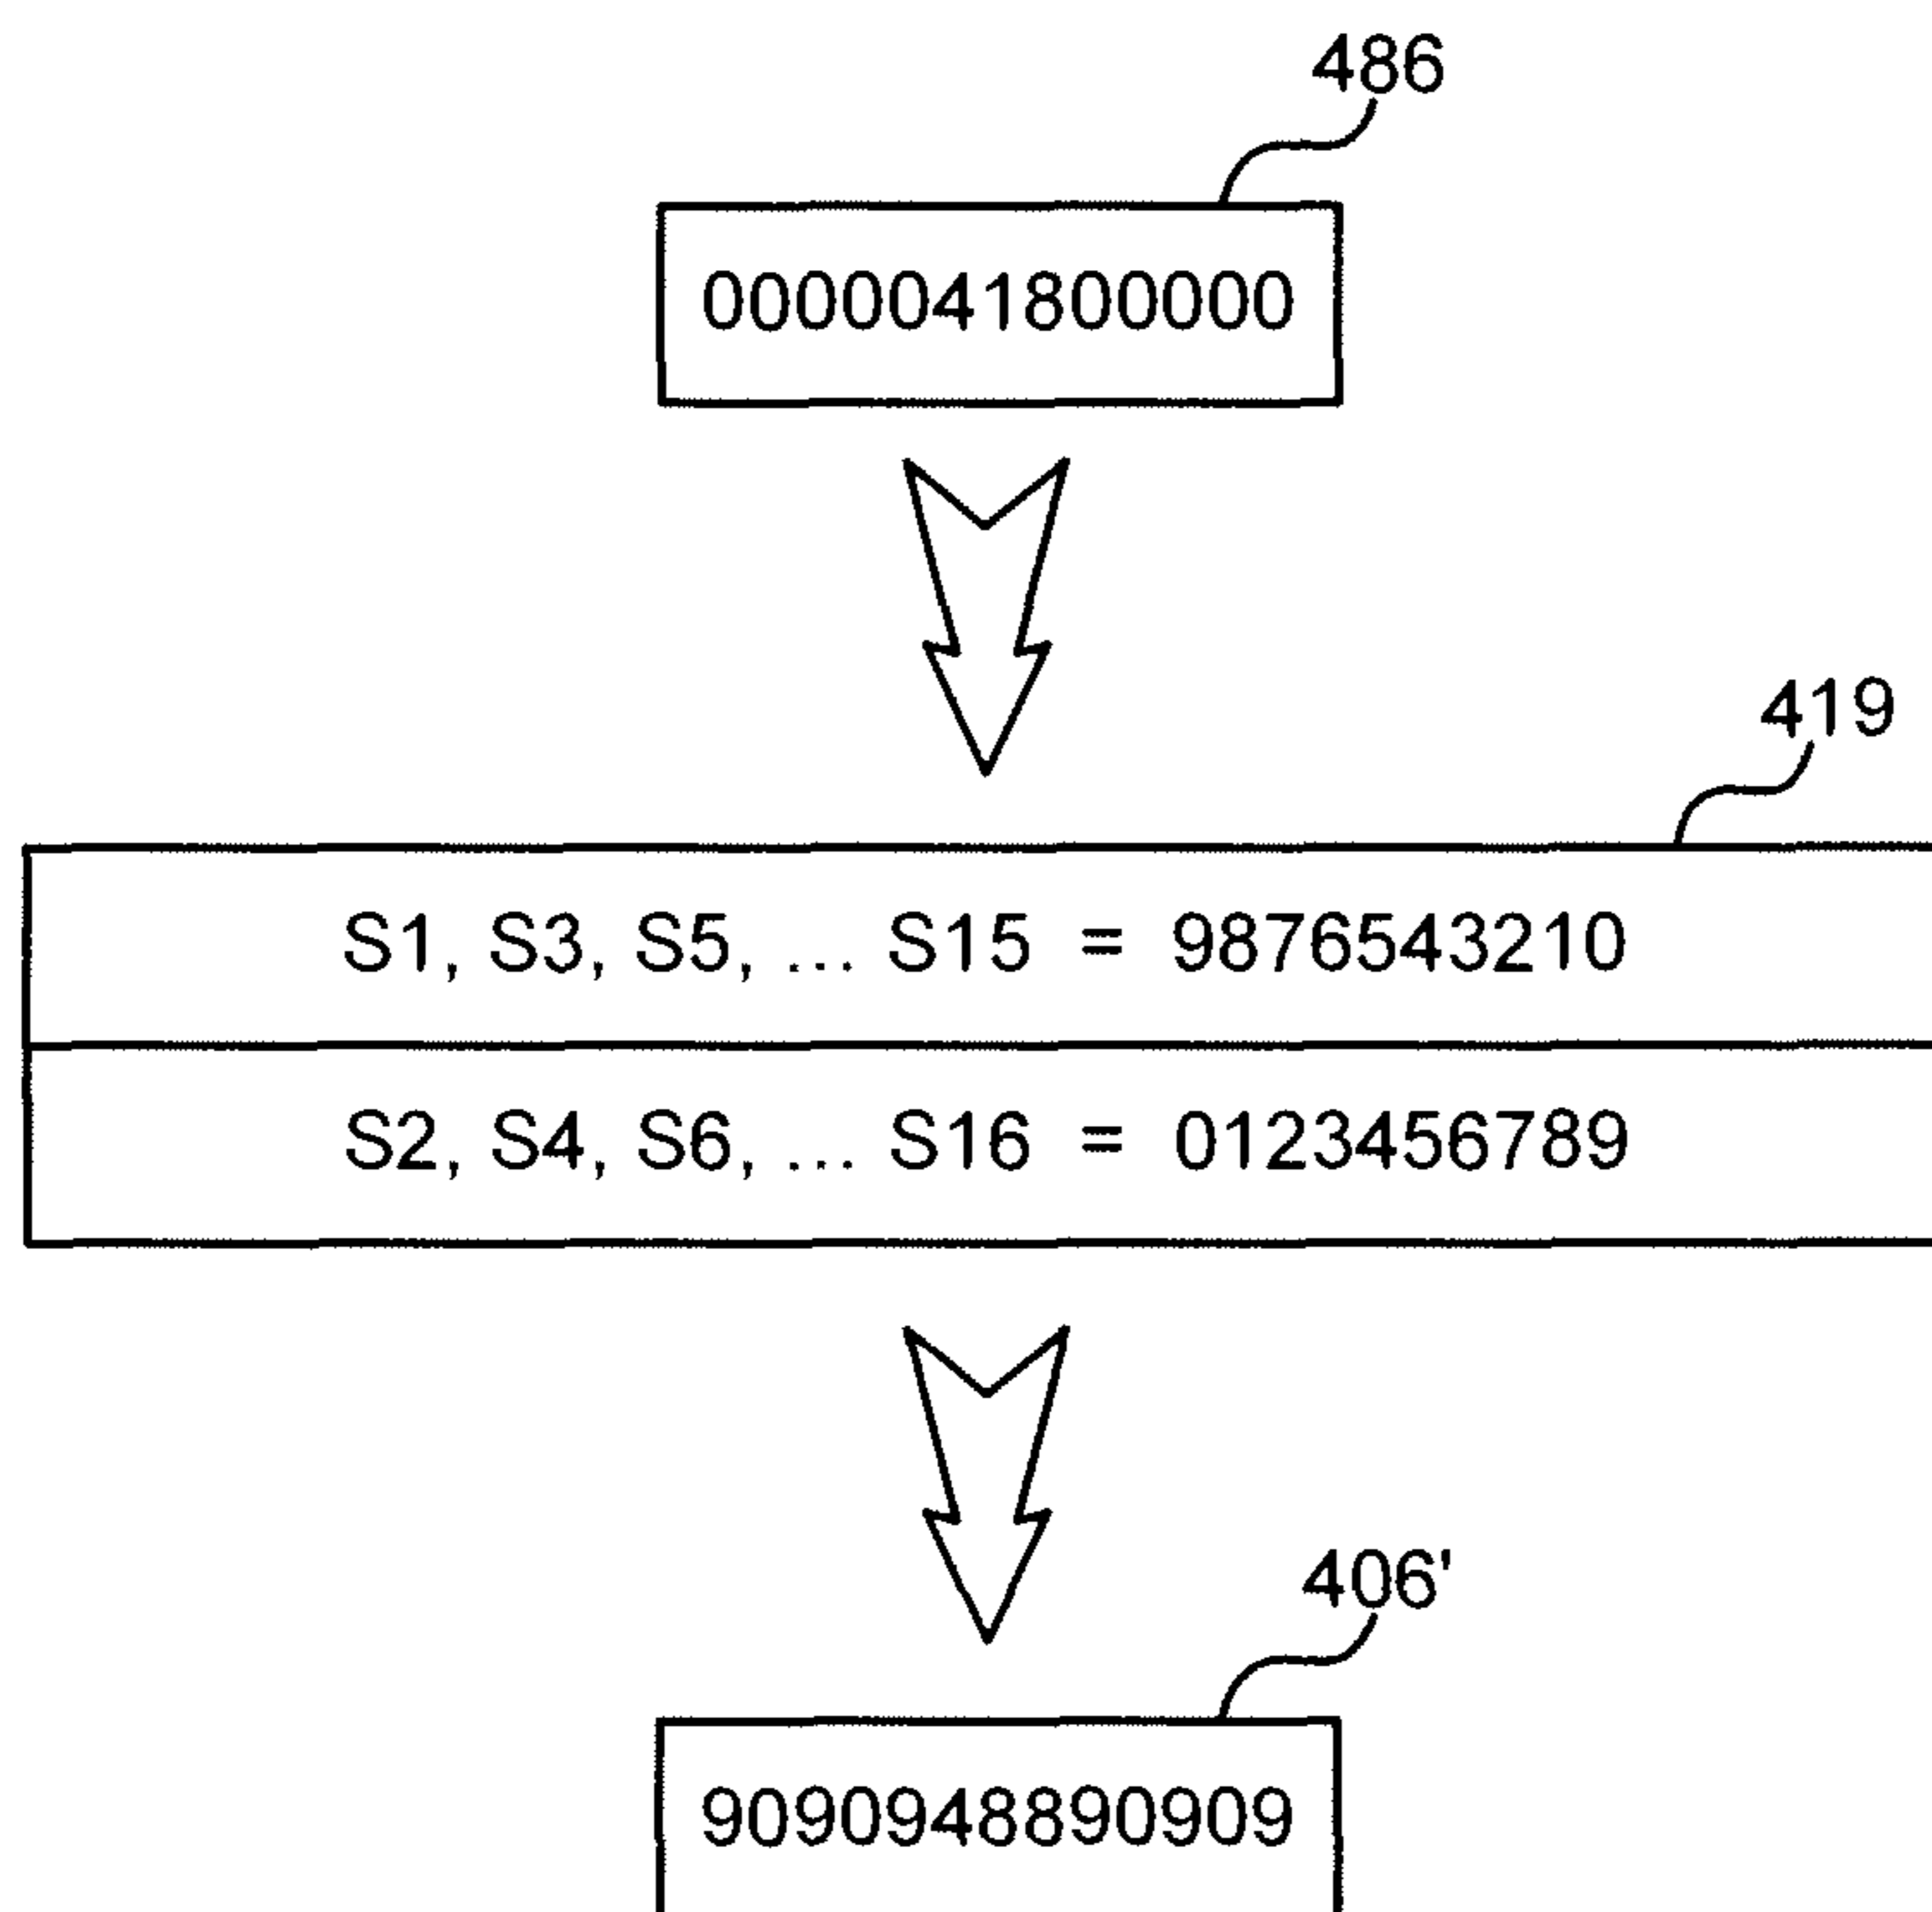 486
0000041800000
419
S1, S3, S5, ... S15 = 9876543210
S2, S4, S6, ... S16 = 0123456789
406'
9090948890909